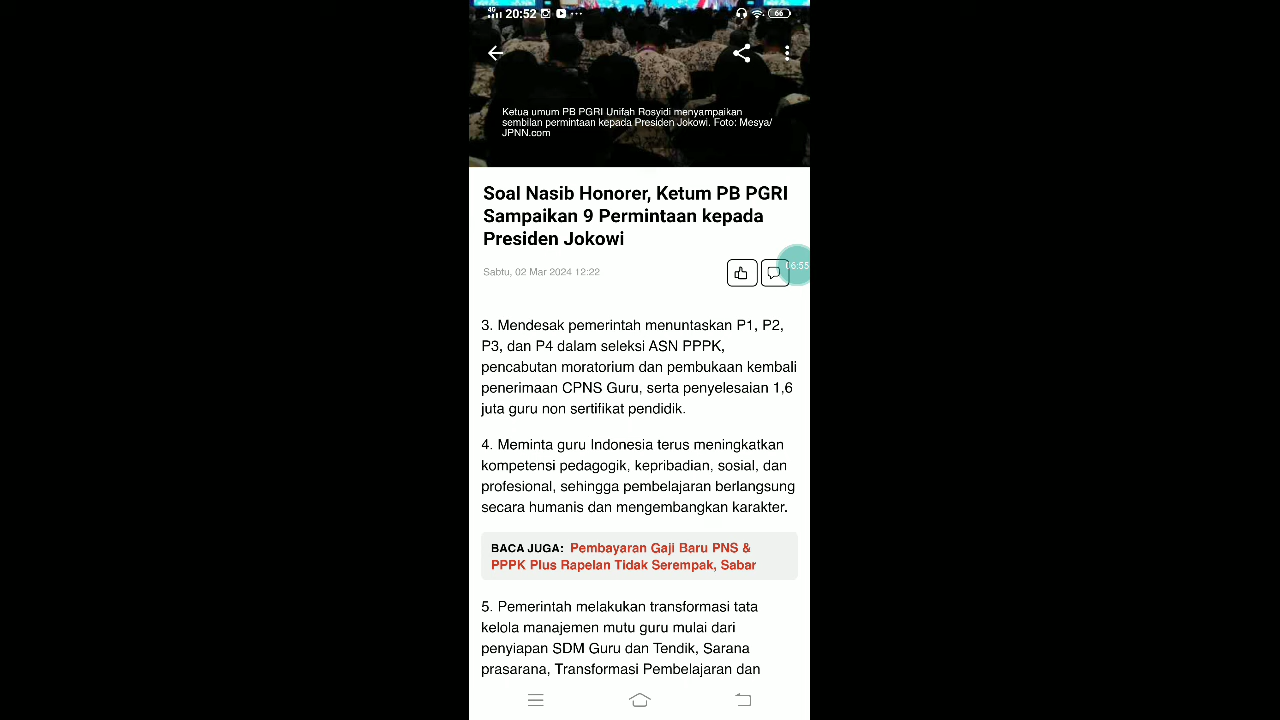 4G 20:52 66
Ketua umum PB PGRI Unifah Rosyidi menyampaikan
sembilan permintaan kepada Presiden Jokowi. Foto: Mesya/
JPNN.com
Soal Nasib Honorer, Ketum PB PGRI
Sampaikan 9 Permintaan kepada
Presiden Jokowi
Sabtu, 02 Mar 2024 12:22
06:55
3. Mendesak pemerintah menuntaskan P1, P2,
P3, dan P4 dalam seleksi ASN PPPK,
pencabutan moratorium dan pembukaan kembali
penerimaan CPNS Guru, serta penyelesaian 1,6
juta guru non sertifikat pendidik.
4. Meminta guru Indonesia terus meningkatkan
kompetensi pedagogik, kepribadian, sosial, dan
profesional, sehingga pembelajaran berlangsung
secara humanis dan mengembangkan karakter.
BACA JUGA: Pembayaran Gaji Baru PNS &
PPPK Plus Rapelan Tidak Serempak, Sabar
5. Pemerintah melakukan transformasi tata
kelola manajemen mutu guru mulai dari
penyiapan SDM Guru dan Tendik, Sarana
prasarana, Transformasi Pembelajaran dan